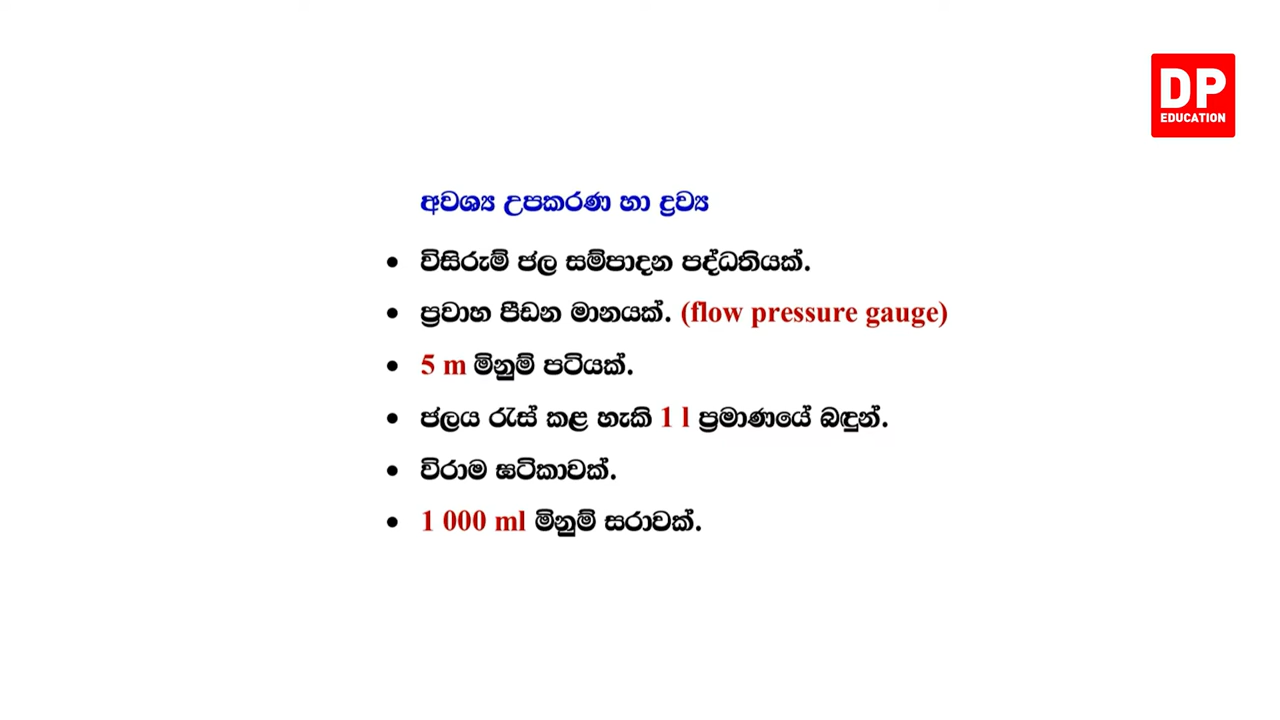 DP
EDUCATION
අවශ්‍ය උපකරණ හා ද්‍රව්‍ය
• විසිරුම් ජල සම්පාදන පද්ධතියක්.
• ප්‍රවාහ පීඩන මානයක්. (flow pressure gauge)
• 5 m මිනුම් පටියක්.
• ජලය රැස් කළ හැකි 1 l ප්‍රමාණයේ බඳුන්.
• විරාම ඝටිකාවක්.
• 1 000 ml මිනුම් සරාවක්.